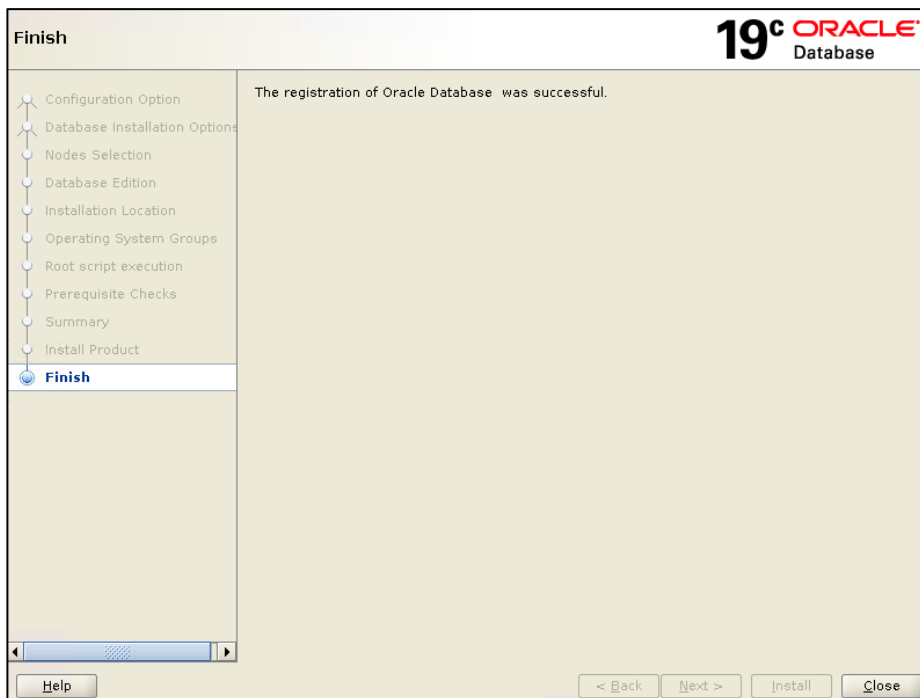 Finish
19c ORACLE
Database
Configuration Option
Database Installation Options
Nodes Selection
Database Edition
Installation Location
Operating System Groups
Root script execution
Prerequisite Checks
Summary
Install Product
Finish
The registration of Oracle Database  was successful.
Help
< Back
Next >
Install
Close